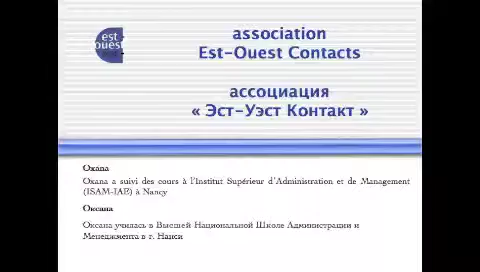 est
ouest
association
Est-Ouest Contacts
ассоциация
« Эст-Уэст Контакт »
Oxana
Oxana a suivi des cours à l'Institut Supérieur d'Administration et de Management
(ISAM-IAE) à Nancy
Оксана
Оксана училась в Высшей Национальной Школе Администрации и
Менеджмента в г. Нанси